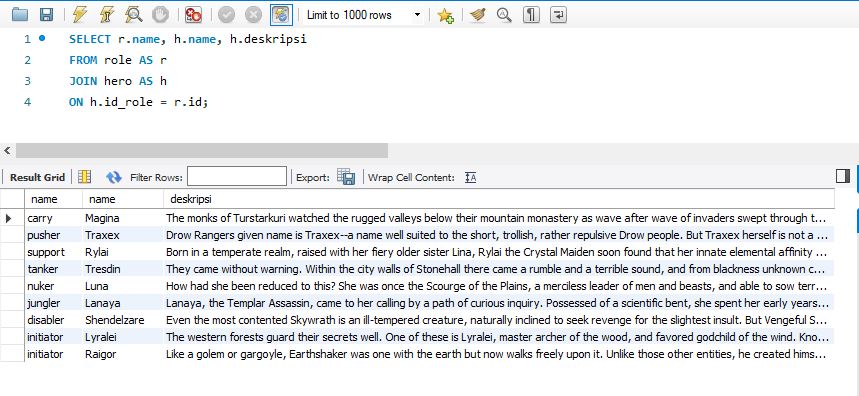 Limit to 1000 rows
1 SELECT r.name, h.name, h.deskripsi
2 FROM role AS r
3 JOIN hero AS h
4 ON h.id_role = r.id;
Result Grid Filter Rows: Export: Wrap Cell Content:
name name deskripsi
carry Magina The monks of Turstarkuri watched the rugged valleys below their mountain monastery as wave after wave of invaders swept through t...
pusher Traxex Drow Rangers given name is Traxex--a name well suited to the short, trollish, rather repulsive Drow people. But Traxex herself is not a ...
support Rylai Born in a temperate realm, raised with her fiery older sister Lina, Rylai the Crystal Maiden soon found that her innate elemental affinity ...
tanker Tresdin They came without warning. Within the city walls of Stonehall there came a rumble and a terrible sound, and from blackness unknown c...
nuker Luna How had she been reduced to this? She was once the Scourge of the Plains, a merciless leader of men and beasts, and able to sow terr...
jungler Lanaya Lanaya, the Templar Assassin, came to her calling by a path of curious inquiry. Possessed of a scientific bent, she spent her early years...
disabler Shendelzare Even the most contented Skywrath is an ill-tempered creature, naturally inclined to seek revenge for the slightest insult. But Vengeful S...
initiator Lyralei The western forests guard their secrets well. One of these is Lyralei, master archer of the wood, and favored godchild of the wind. Kno...
initiator Raigor Like a golem or gargoyle, Earthshaker was one with the earth but now walks freely upon it. Unlike those other entities, he created hims...